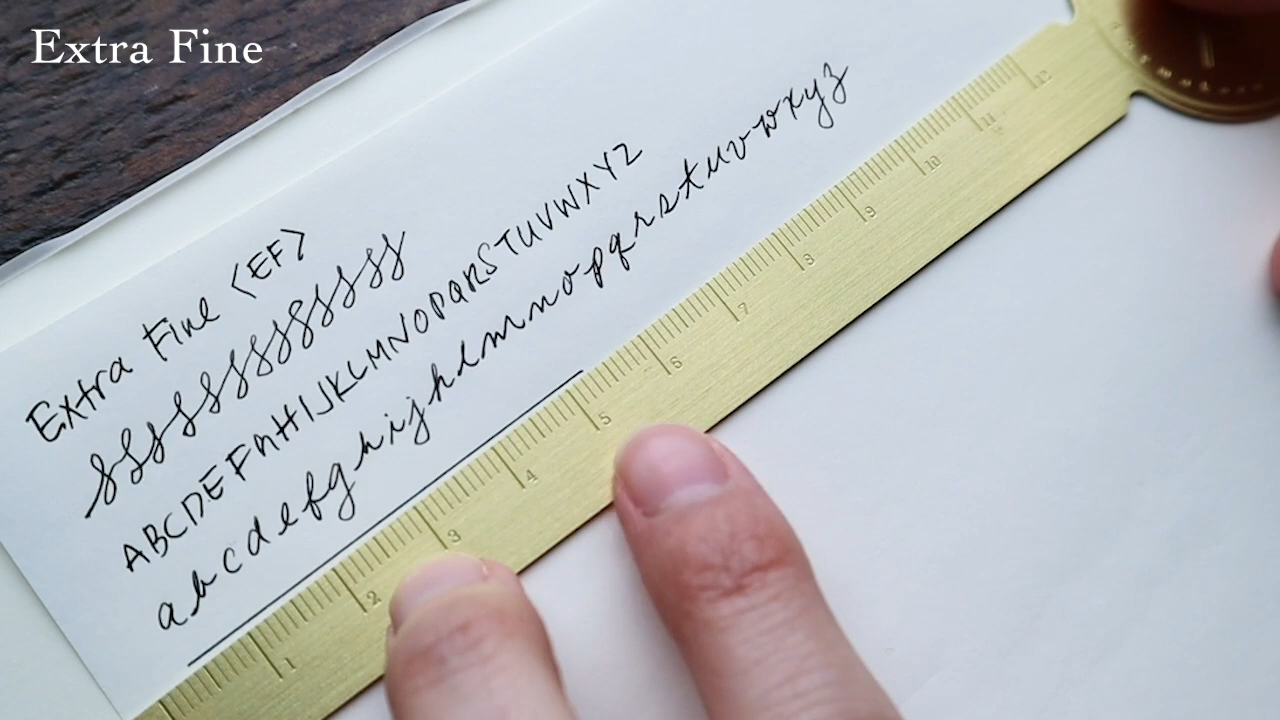 Extra Fine
Extra Fine <EF>
SSSSSSSSSSSS
ABCDEFGHIJKLMNOPQRSTUVWXYZ
abcdefghijklmnopqrstuvwxyz
1 2 3 4 5 6 7 8 9 10 11 12